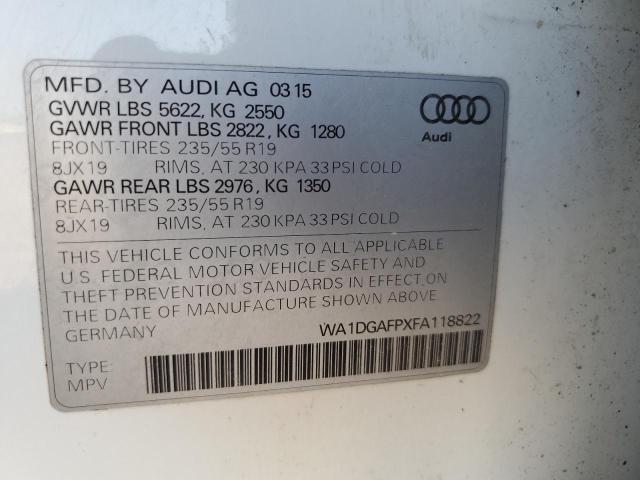 MFD. BY AUDI AG 03 15
GVWR LBS 5622, KG 2550
GAWR FRONT LBS 2822, KG 1280
FRONT-TIRES 235/55 R19
8JX19 RIMS, AT 230 KPA 33 PSI COLD
GAWR REAR LBS 2976, KG 1350
REAR-TIRES 235/55 R19
8JX19 RIMS, AT 230 KPA 33 PSI COLD
Audi
THIS VEHICLE CONFORMS TO ALL APPLICABLE
U.S. FEDERAL MOTOR VEHICLE SAFETY AND
THEFT PREVENTION STANDARDS IN EFFECT ON
THE DATE OF MANUFACTURE SHOWN ABOVE
GERMANY WA1DGAFPXFA118822
TYPE:
MPV